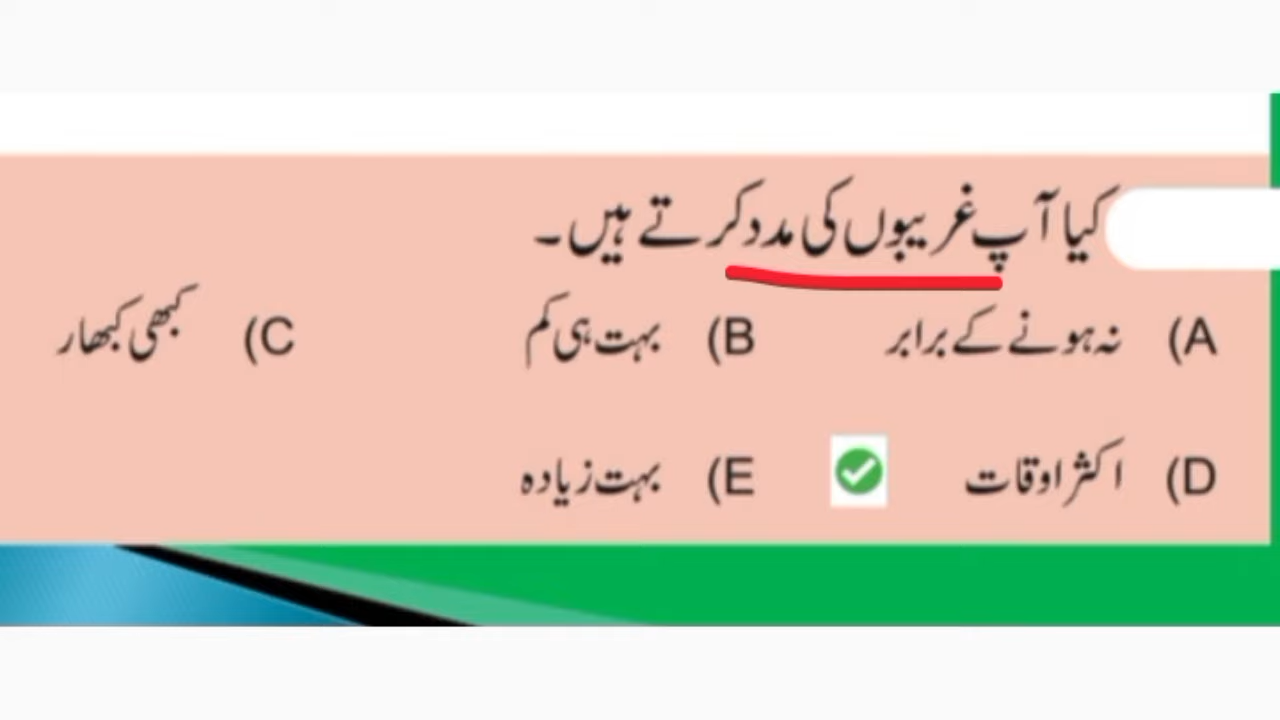 کیا آپ غریبوں کی مدد کرتے ہیں۔
(A نہ ہونے کے برابر (B بہت ہی کم (C کبھی کبھار
(D اکثر اوقات (E بہت زیادہ